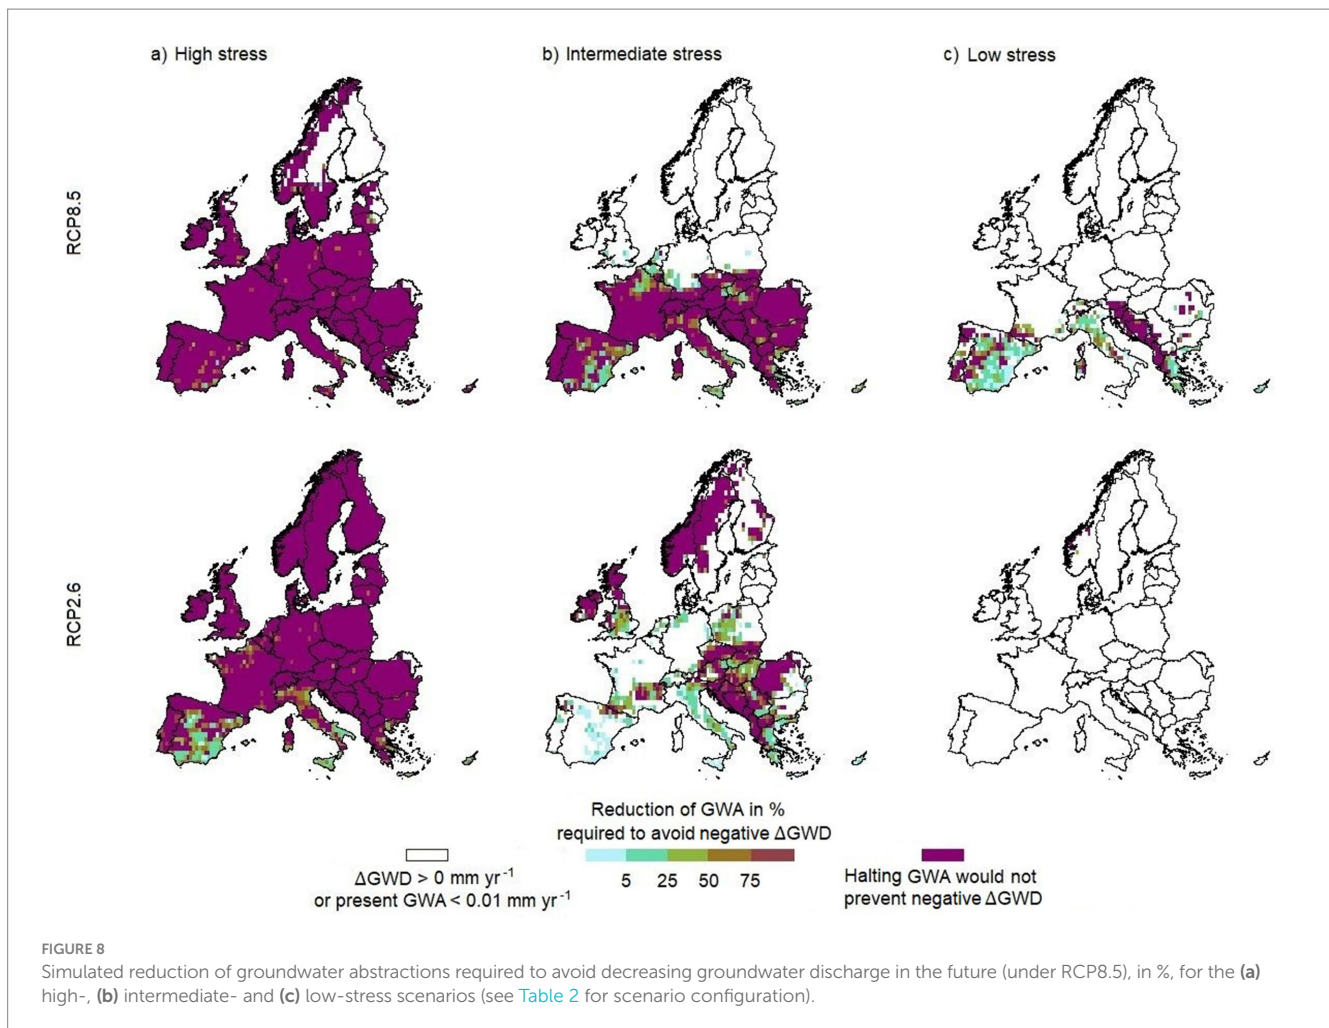 a) High stress
b) Intermediate stress
c) Low stress
RCP8.5
RCP2.6
Reduction of GWA in %
required to avoid negative ΔGWD
5 25 50 75
ΔGWD > 0 mm yr⁻¹
or present GWA < 0.01 mm yr⁻¹
Halting GWA would not
prevent negative ΔGWD
FIGURE 8
Simulated reduction of groundwater abstractions required to avoid decreasing groundwater discharge in the future (under RCP8.5), in %, for the (a)
high-, (b) intermediate- and (c) low-stress scenarios (see Table 2 for scenario configuration).